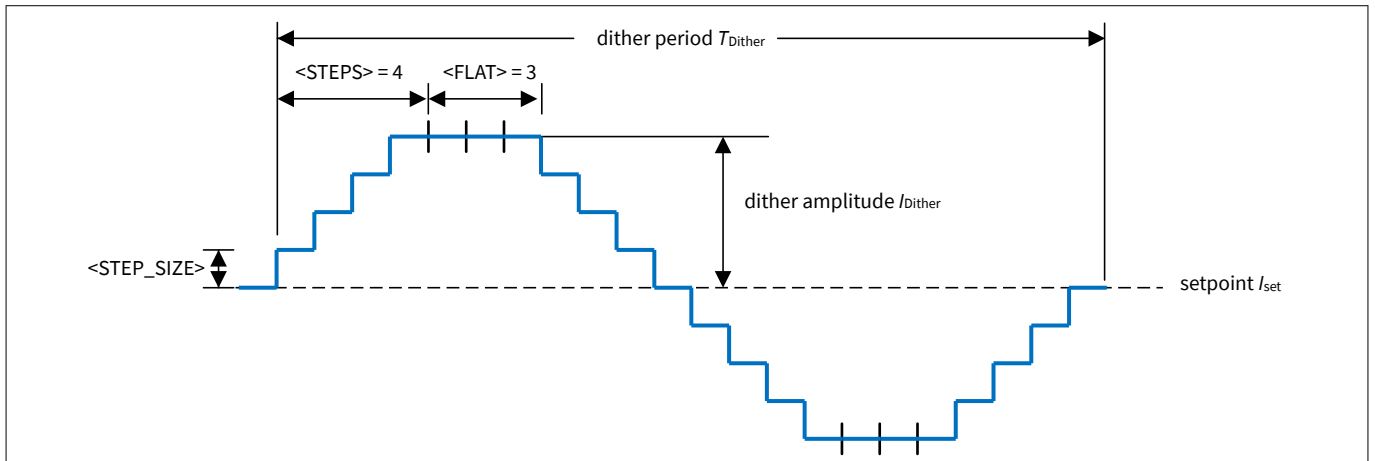 dither period TDither
<STEPS> = 4 <FLAT> = 3
dither amplitude IDither
<STEP_SIZE>
setpoint Iset